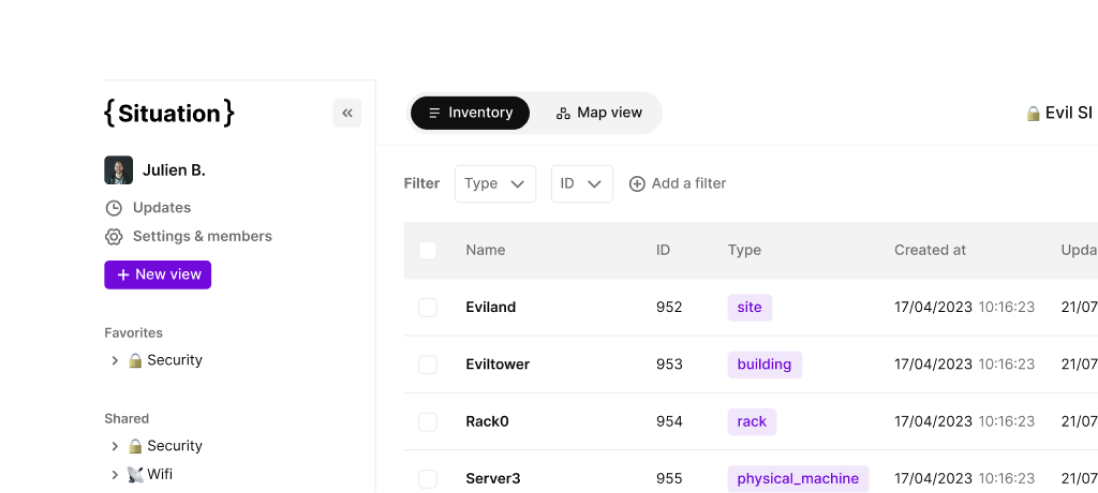 {Situation}
Julien B.
Updates
Settings & members
+ New view
Favorites
Security
Shared
Security
Wifi
Inventory
Map view
Evil SI
Filter
Type
ID
Add a filter
Name ID Type Created at Upda
Eviland 952 site 17/04/2023 10:16:23 21/07
Eviltower 953 building 17/04/2023 10:16:23 21/07
Rack0 954 rack 17/04/2023 10:16:23 21/07
Server3 955 physical_machine 17/04/2023 10:16:23 21/07